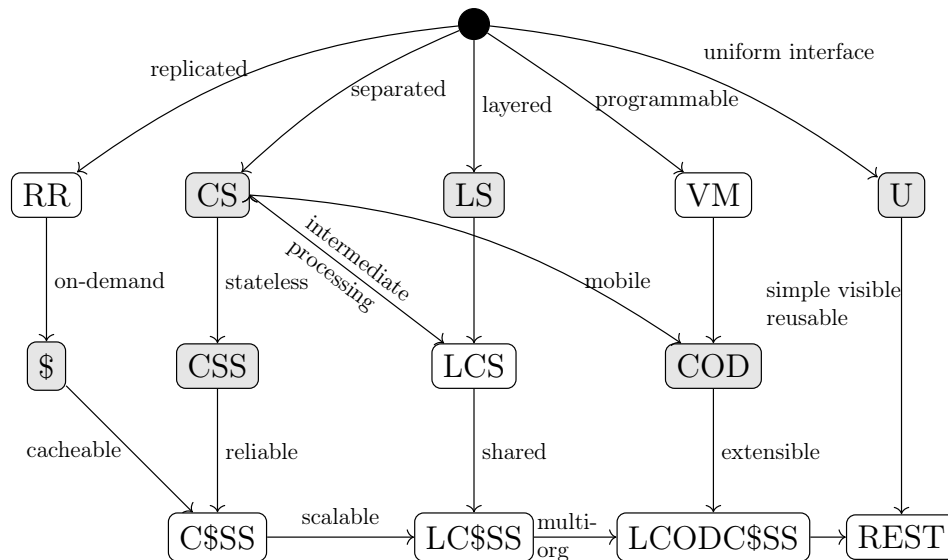 uniform interface
replicated
separated
layered
programmable
RR
CS
LS
VM
U
intermediate
processing
on-demand
stateless
mobile
simple visible
reusable
$
CSS
LCS
COD
cacheable
reliable
shared
extensible
scalable
multi-
org
C$SS
LC$SS
LCODC$SS
REST